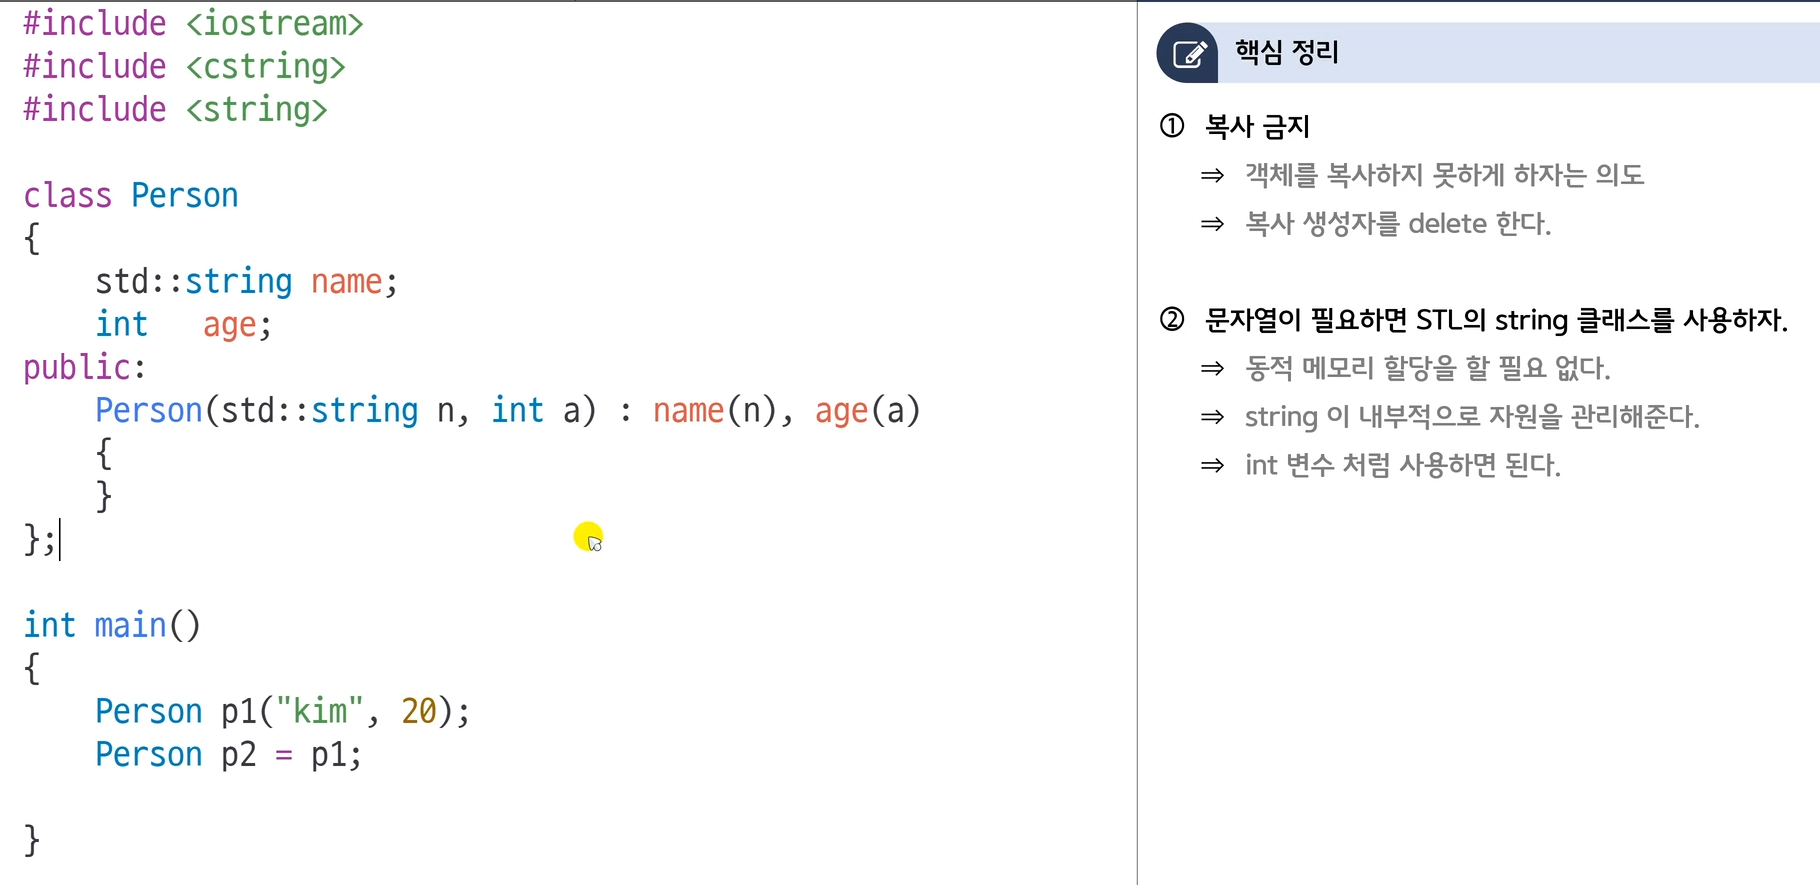 #include <iostream>
#include <cstring>
#include <string>
class Person
{
std::string name;
int age;
public:
Person(std::string n, int a) : name(n), age(a)
{
}
};
int main()
{
Person p1("kim", 20);
Person p2 = p1;
}
핵심 정리
① 복사 금지
⇒ 객체를 복사하지 못하게 하자는 의도
⇒ 복사 생성자를 delete 한다.
② 문자열이 필요하면 STL의 string 클래스를 사용하자.
⇒ 동적 메모리 할당을 할 필요 없다.
⇒ string 이 내부적으로 자원을 관리해준다.
⇒ int 변수 처럼 사용하면 된다.